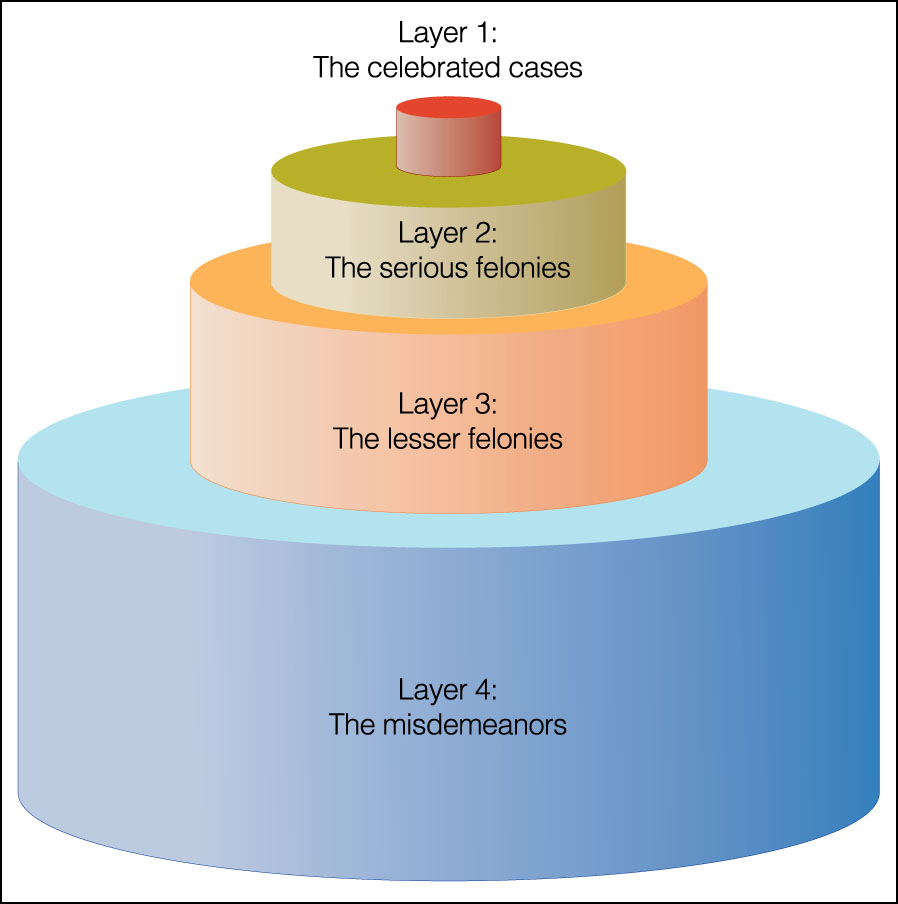 Layer 1:
The celebrated cases
Layer 2:
The serious felonies
Layer 3:
The lesser felonies
Layer 4:
The misdemeanors